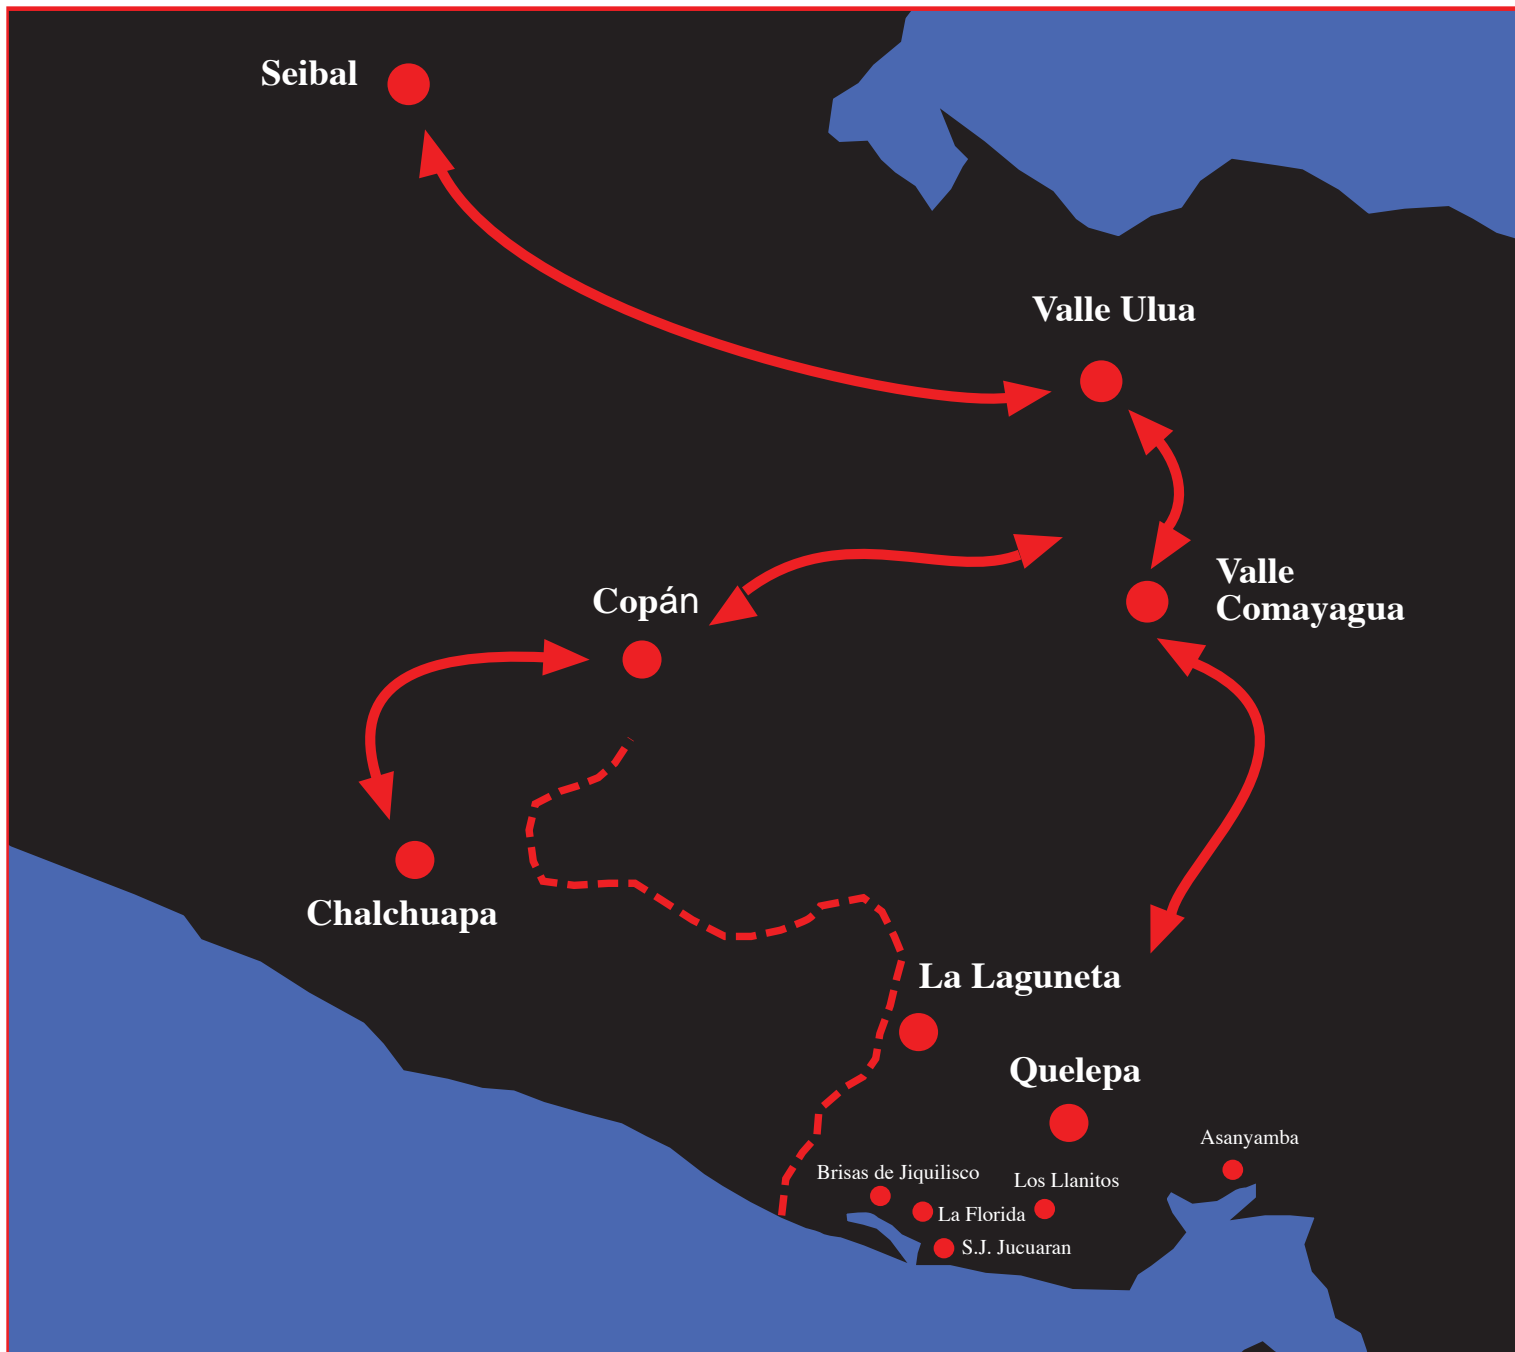 Seibal
Valle Ulua
Valle
Comayagua
Copán
Chalchuapa
La Laguneta
Quelepa
Asanyamba
Brisas de Jiquilisco
Los Llanitos
La Florida
S.J. Jucuaran